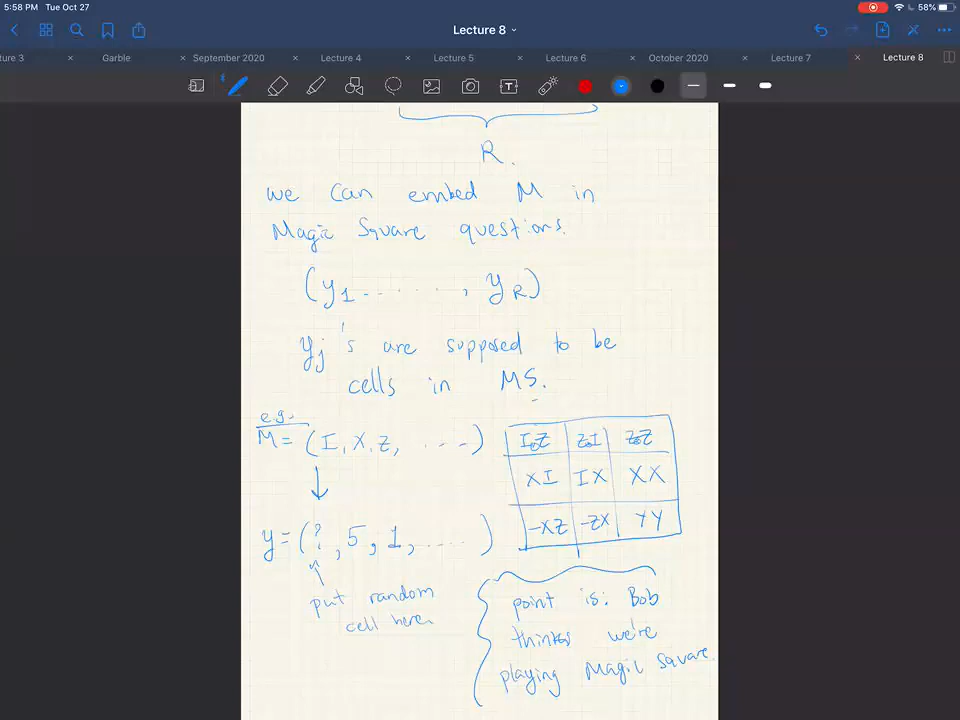 5:58 PM Tue Oct 27
58%
Lecture 8
ture 3
Garble
September 2020
Lecture 4
Lecture 5
Lecture 6
October 2020
Lecture 7
Lecture 8
R.
we can embed M in
Magic Square questions.
(y1 ......, yR)
yj's are supposed to be
cells in MS.
e.g.
M = (I, X, Z, ....)
y = (?, 5, 1, ....)
put random
cell here.
I⊗Z Z⊗I Z⊗Z
XI IX XX
-XZ -ZX YY
point is: Bob
thinks we're
playing Magic Square.